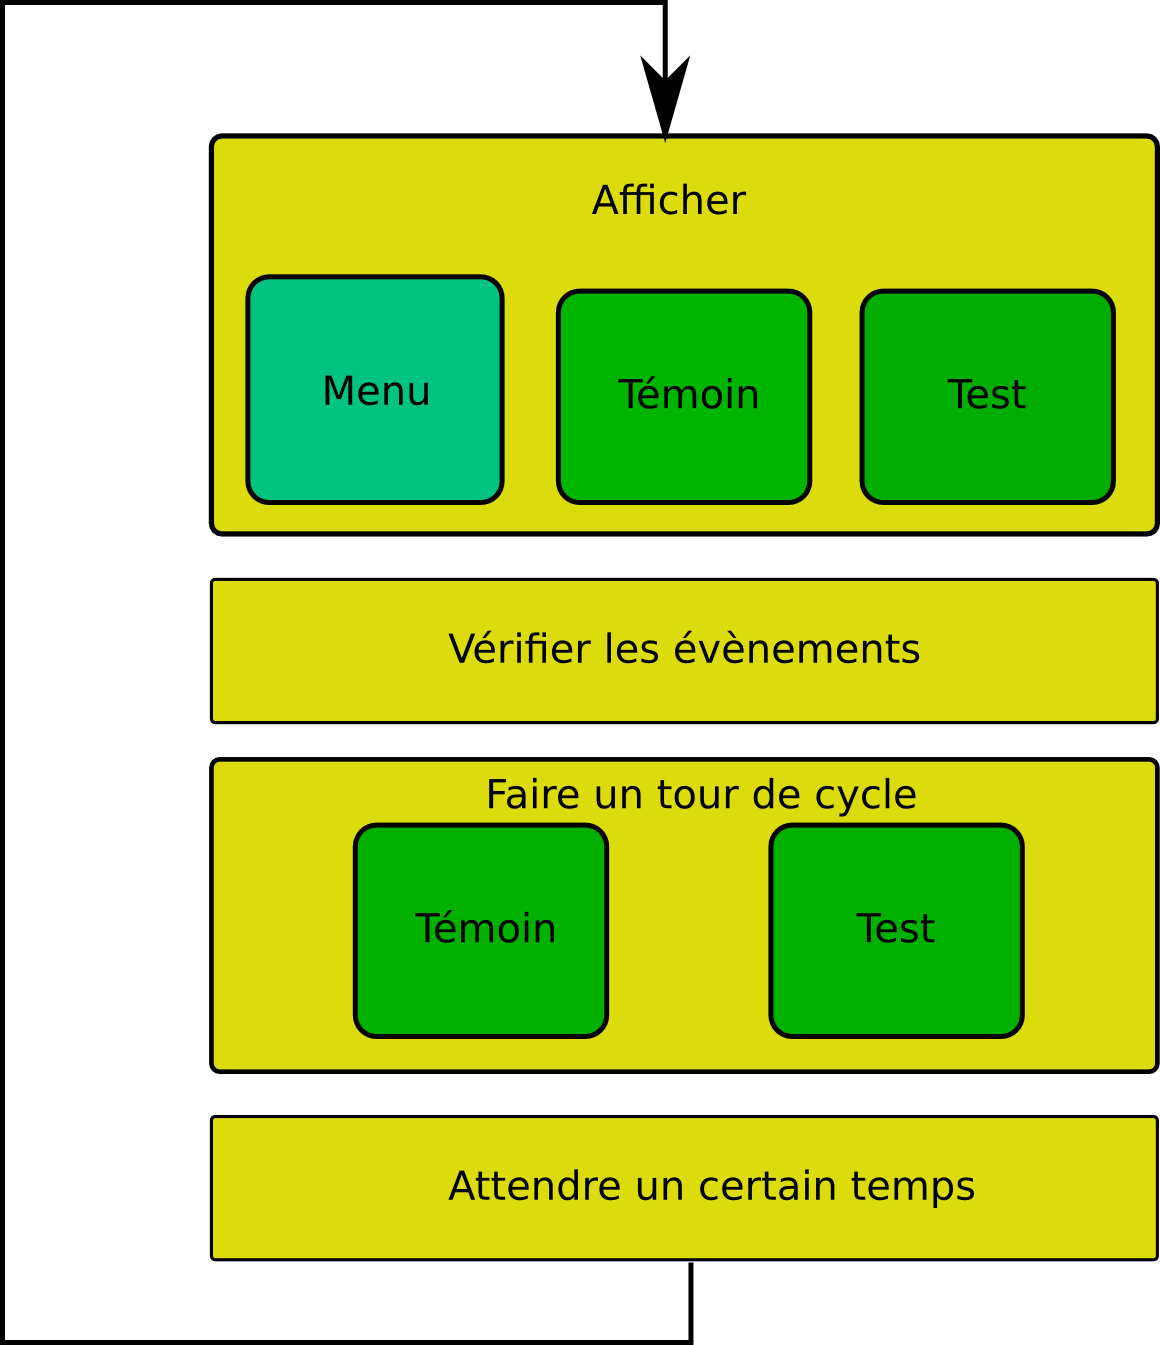 Afficher
Menu
Témoin
Test
Vérifier les évènements
Faire un tour de cycle
Témoin
Test
Attendre un certain temps